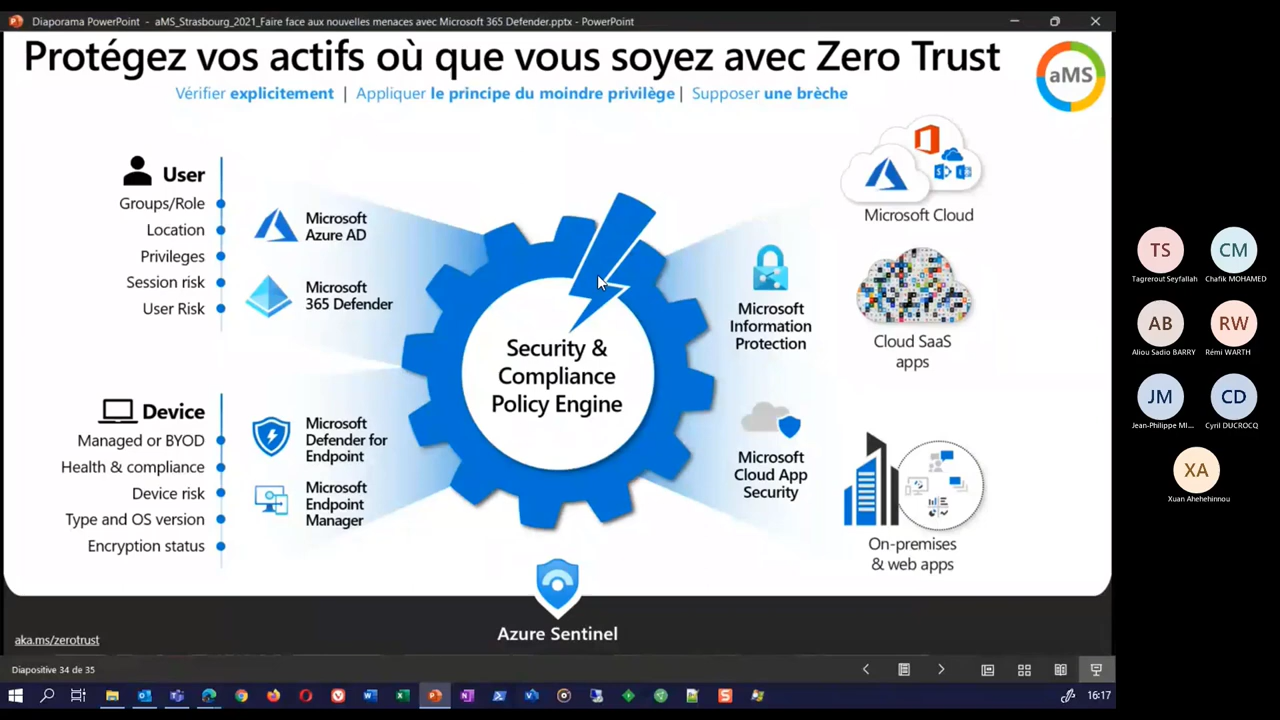 Diaporama PowerPoint - aMS_Strasbourg_2021_Faire face aux nouvelles menaces avec Microsoft 365 Defender.pptx - PowerPoint
Protégez vos actifs où que vous soyez avec Zero Trust
aMS
Vérifier explicitement | Appliquer le principe du moindre privilège | Supposer une brèche
User
Groups/Role
Location
Privileges
Session risk
User Risk
Microsoft
Azure AD
Microsoft
365 Defender
Device
Managed or BYOD
Health & compliance
Device risk
Type and OS version
Encryption status
Microsoft
Defender for
Endpoint
Microsoft
Endpoint
Manager
Security &
Compliance
Policy Engine
Microsoft
Information
Protection
Microsoft
Cloud App
Security
Microsoft Cloud
Cloud SaaS
apps
On-premises
& web apps
Azure Sentinel
aka.ms/zerotrust
Diapositive 34 de 35
16:17
TS
Tagrerout Seyfallah
CM
Chafik MOHAMED
AB
Aliou Sadio BARRY
RW
Rémi WARTH
JM
Jean-Philippe MI...
CD
Cyril DUCROCQ
XA
Xuan Ahehehinnou